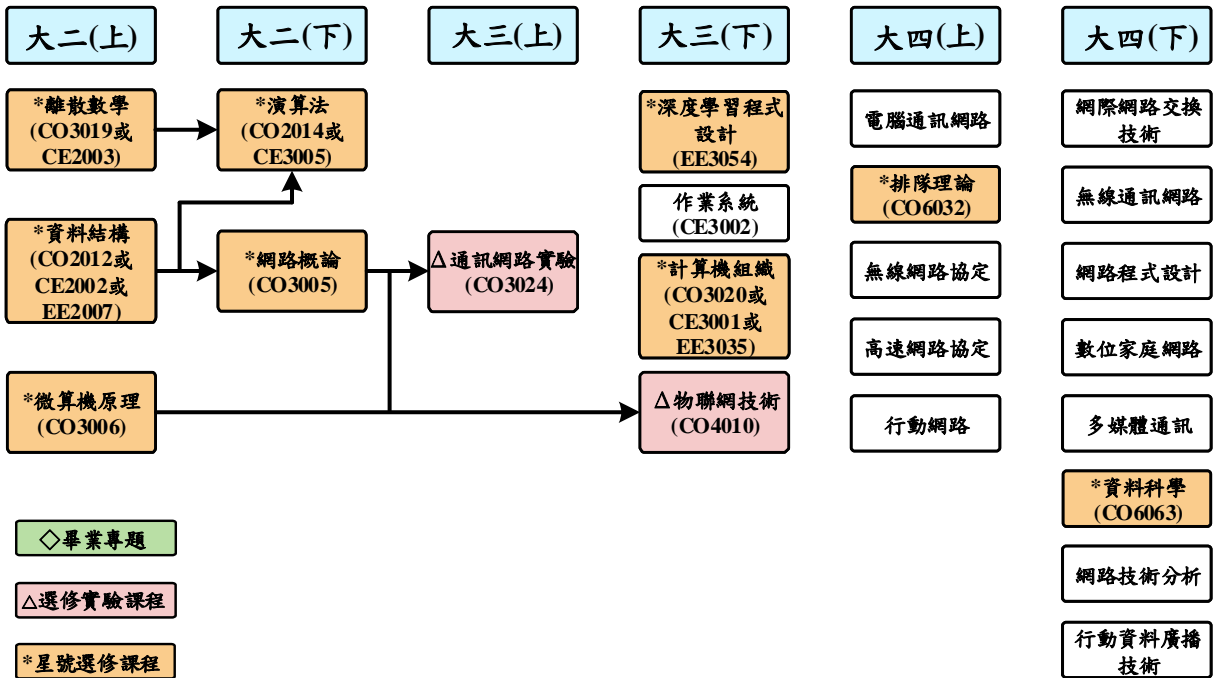 大二(上)
大二(下)
大三(上)
大三(下)
大四(上)
大四(下)
*離散數學
(CO3019或
CE2003)
*資料結構
(CO2012或
CE2002或
EE2007)
*微算機原理
(CO3006)
*演算法
(CO2014或
CE3005)
*網路概論
(CO3005)
Δ通訊網路實驗
(CO3024)
*深度學習程式
設計
(EE3054)
作業系統
(CE3002)
*計算機組織
(CO3020或
CE3001或
EE3035)
Δ物聯網技術
(CO4010)
電腦通訊網路
*排隊理論
(CO6032)
無線網路協定
高速網路協定
行動網路
網際網路交換
技術
無線通訊網路
網路程式設計
數位家庭網路
多媒體通訊
*資料科學
(CO6063)
網路技術分析
行動資料廣播
技術
◇畢業專題
Δ選修實驗課程
*星號選修課程